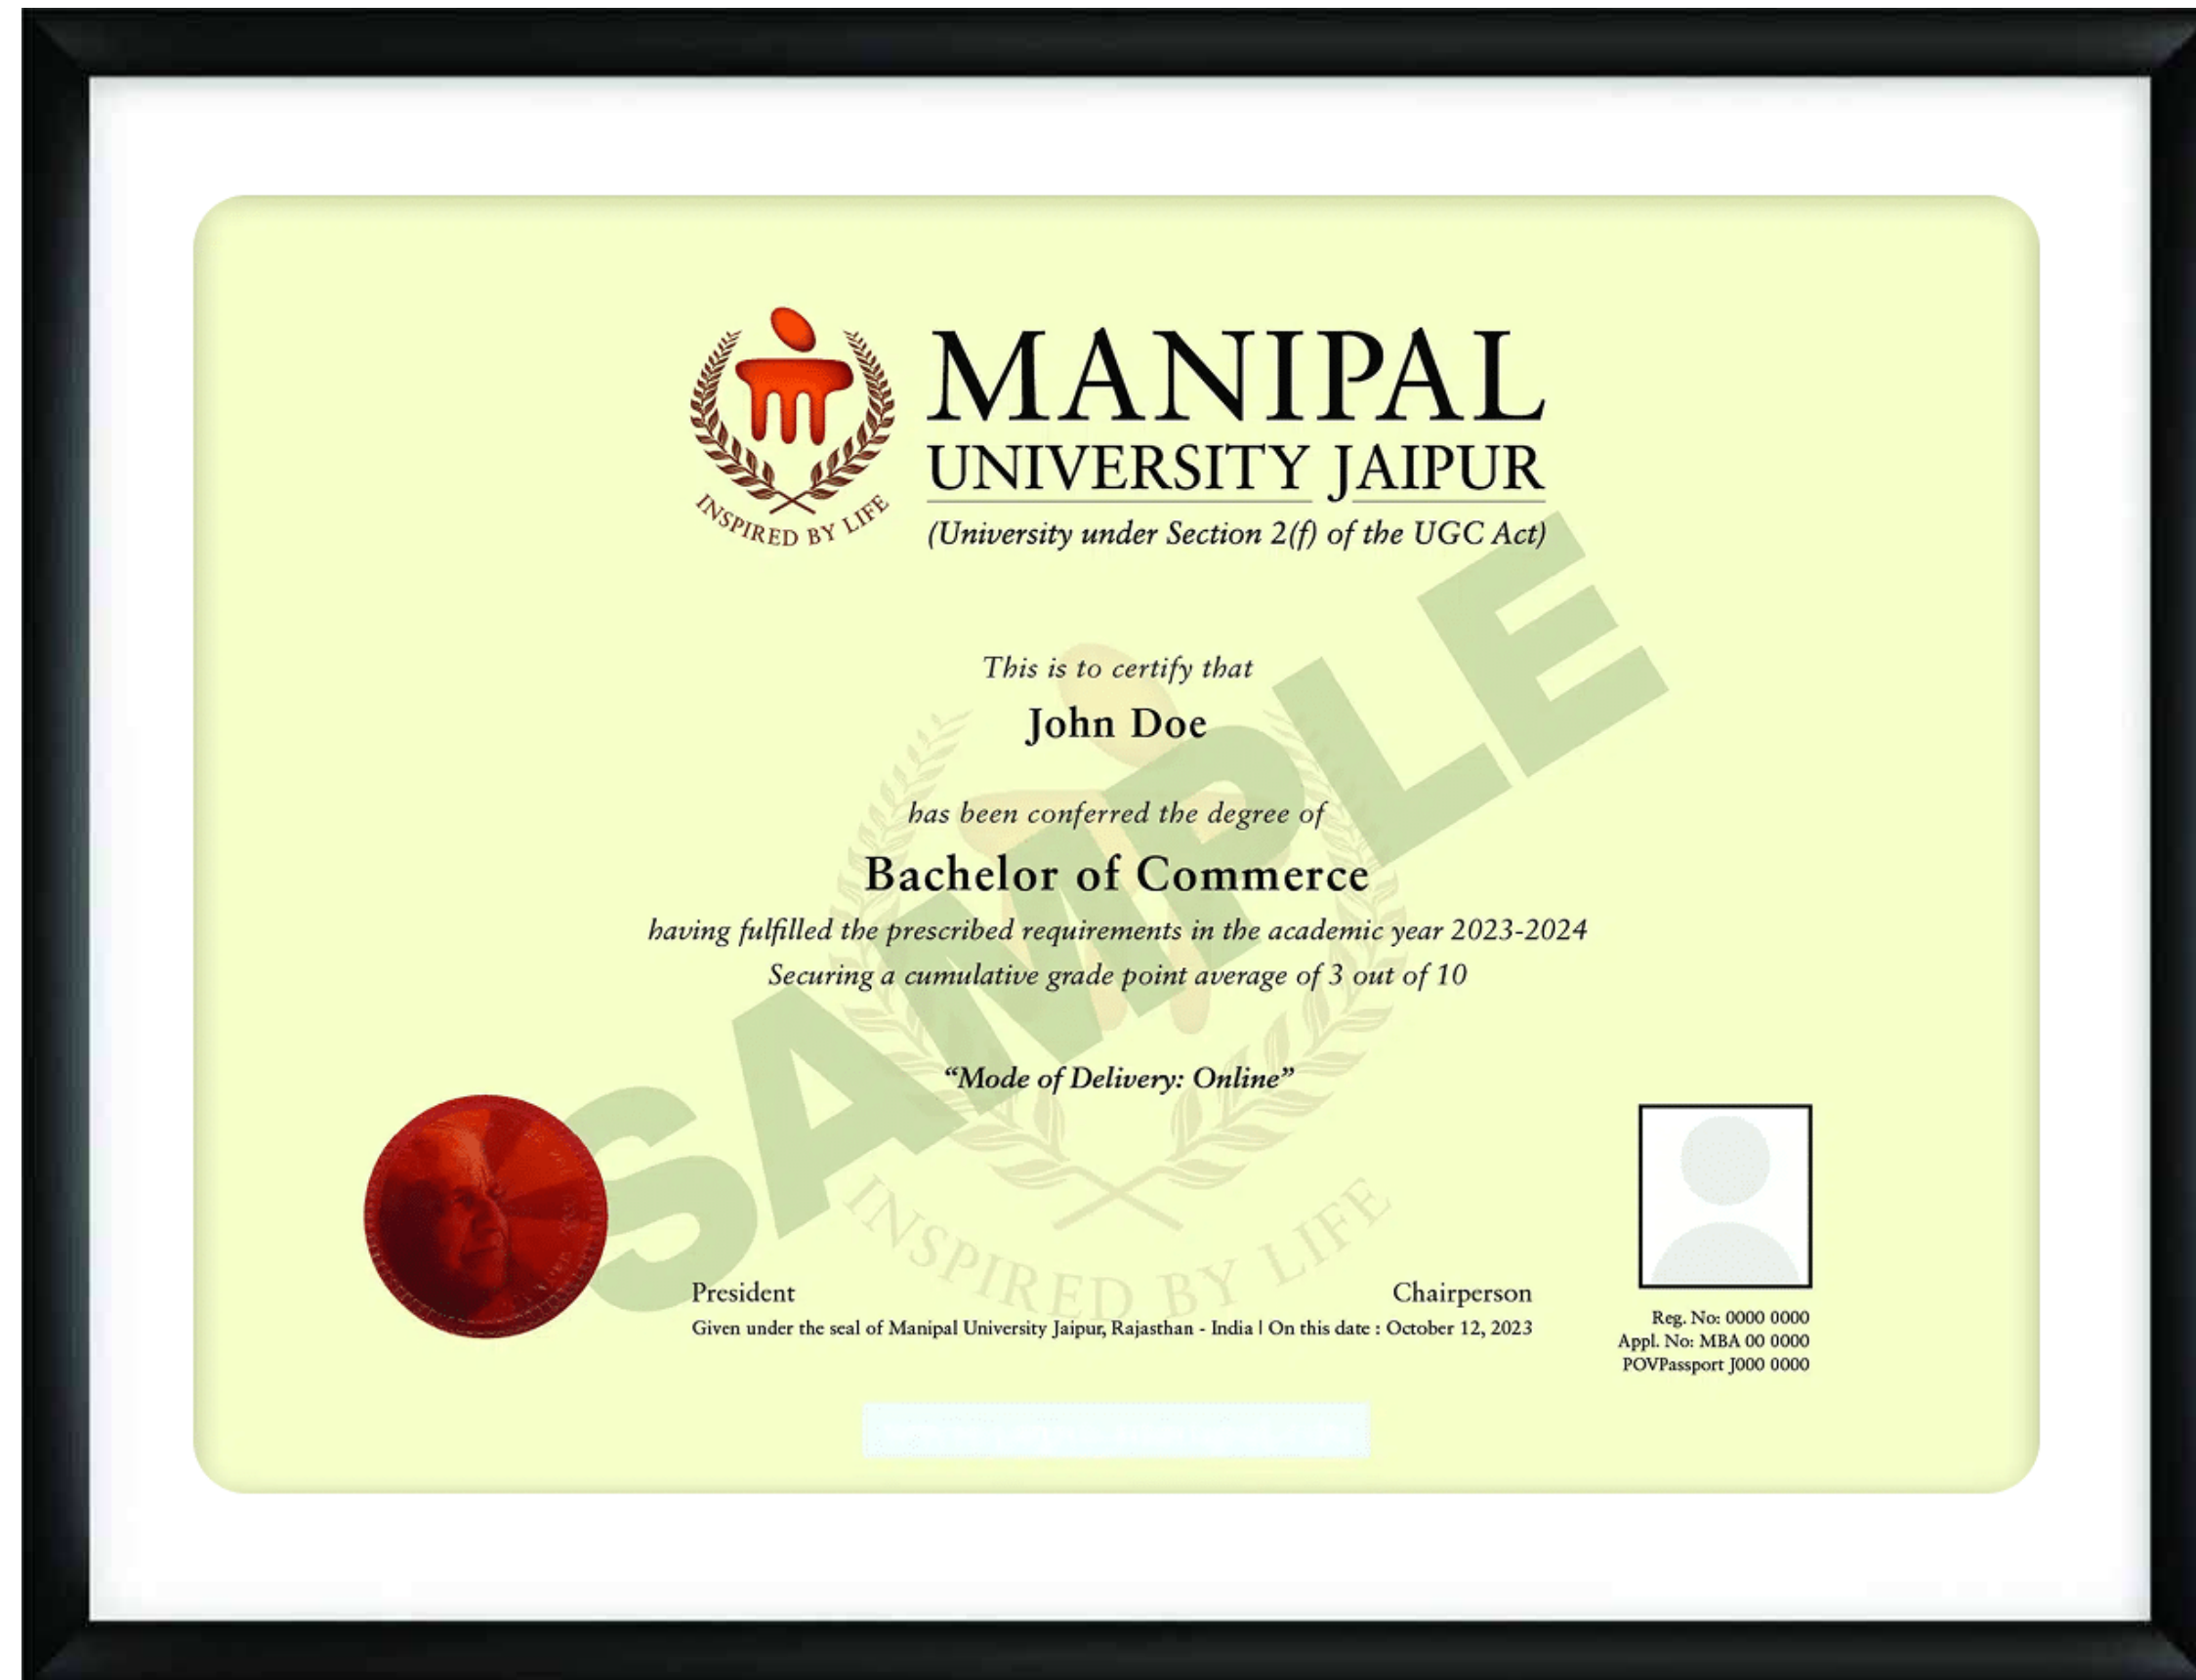 MANIPAL
UNIVERSITY JAIPUR
(University under Section 2(f) of the UGC Act)
INSPIRED BY LIFE
This is to certify that
John Doe
has been conferred the degree of
Bachelor of Commerce
having fulfilled the prescribed requirements in the academic year 2023-2024
Securing a cumulative grade point average of 3 out of 10
"Mode of Delivery: Online"
SAMPLE
INSPIRED BY LIFE
President
Chairperson
Given under the seal of Manipal University Jaipur, Rajasthan - India | On this date : October 12, 2023
Reg. No: 0000 0000
Appl. No: MBA 00 0000
POVPassport J000 0000